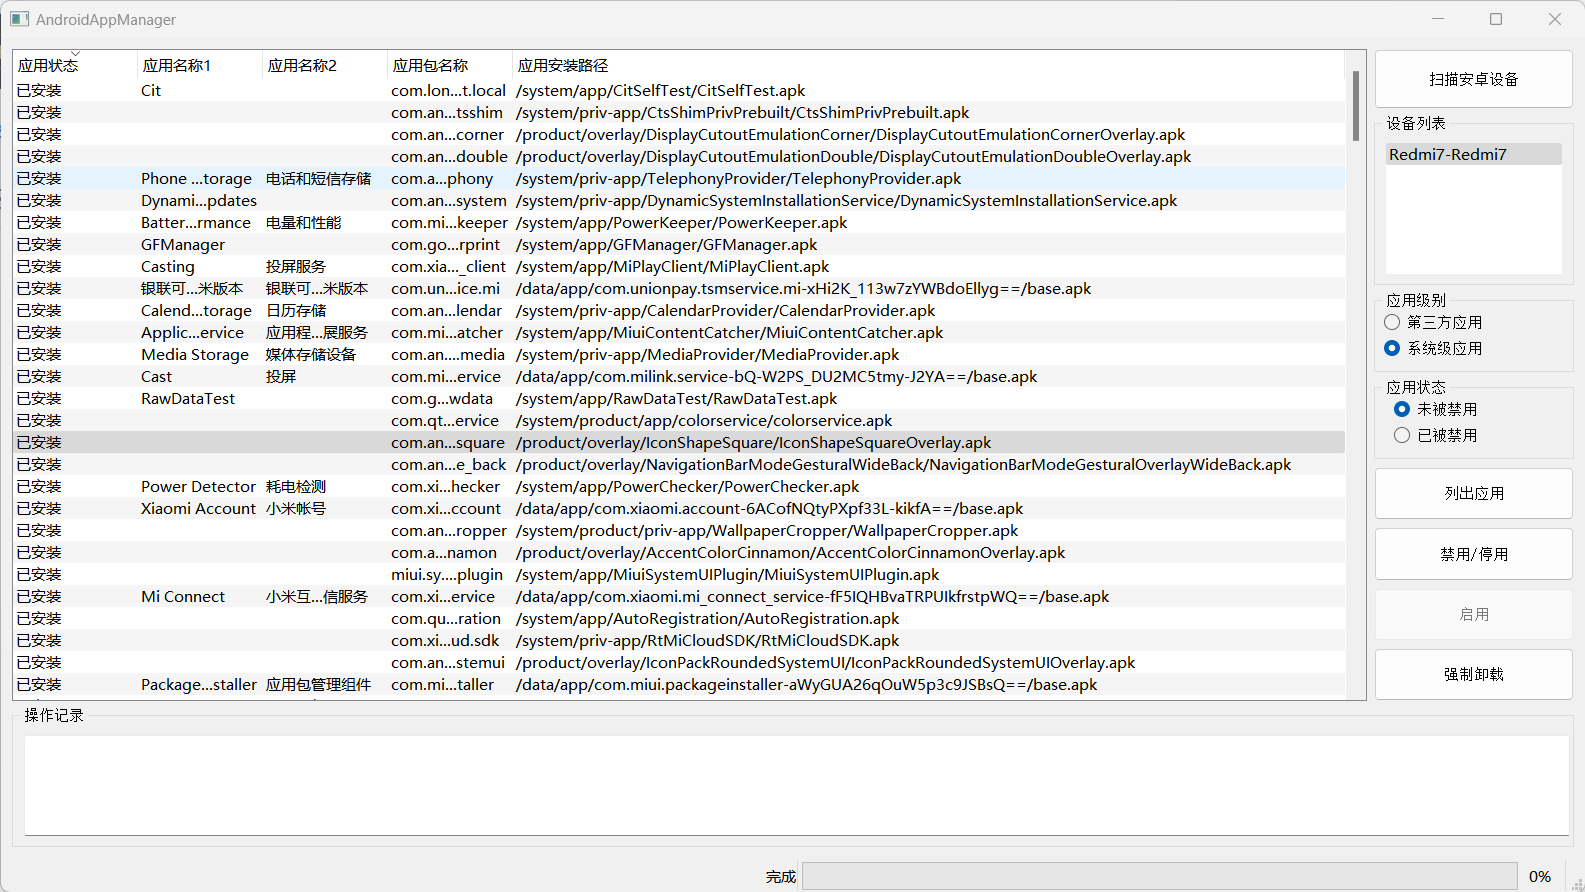 AndroidAppManager
应用状态 应用名称1 应用名称2 应用包名称 应用安装路径
已安装 Cit com.lon...t.local /system/app/CitSelfTest/CitSelfTest.apk
已安装 com.an...tsshim /system/priv-app/CtsShimPrivPrebuilt/CtsShimPrivPrebuilt.apk
已安装 com.an...corner /product/overlay/DisplayCutoutEmulationCorner/DisplayCutoutEmulationCornerOverlay.apk
已安装 com.an...double /product/overlay/DisplayCutoutEmulationDouble/DisplayCutoutEmulationDoubleOverlay.apk
已安装 Phone ...torage 电话和短信存储 com.a...phony /system/priv-app/TelephonyProvider/TelephonyProvider.apk
已安装 Dynami...pdates com.an...system /system/priv-app/DynamicSystemInstallationService/DynamicSystemInstallationService.apk
已安装 Batter...rmance 电量和性能 com.mi...keeper /system/app/PowerKeeper/PowerKeeper.apk
已安装 GFManager com.go...rprint /system/app/GFManager/GFManager.apk
已安装 Casting 投屏服务 com.xia..._client /system/app/MiPlayClient/MiPlayClient.apk
已安装 银联可...米版本 银联可...米版本 com.un...ice.mi /data/app/com.unionpay.tsmservice.mi-xHi2K_113w7zYWBdoEllyg==/base.apk
已安装 Calend...torage 日历存储 com.an...lendar /system/priv-app/CalendarProvider/CalendarProvider.apk
已安装 Applic...ervice 应用程...展服务 com.mi...atcher /system/app/MiuiContentCatcher/MiuiContentCatcher.apk
已安装 Media Storage 媒体存储设备 com.an....media /system/priv-app/MediaProvider/MediaProvider.apk
已安装 Cast 投屏 com.mi...ervice /data/app/com.milink.service-bQ-W2PS_DU2MC5tmy-J2YA==/base.apk
已安装 RawDataTest com.g...wdata /system/app/RawDataTest/RawDataTest.apk
已安装 com.qt...ervice /system/product/app/colorservice/colorservice.apk
已安装 com.an...square /product/overlay/IconShapeSquare/IconShapeSquareOverlay.apk
已安装 com.an...e_back /product/overlay/NavigationBarModeGesturalWideBack/NavigationBarModeGesturalOverlayWideBack.apk
已安装 Power Detector 耗电检测 com.xi...hecker /system/app/PowerChecker/PowerChecker.apk
已安装 Xiaomi Account 小米帐号 com.xi...ccount /data/app/com.xiaomi.account-6ACofNQtyPXpf33L-kikfA==/base.apk
已安装 com.an...ropper /system/product/priv-app/WallpaperCropper/WallpaperCropper.apk
已安装 com.a...namon /product/overlay/AccentColorCinnamon/AccentColorCinnamonOverlay.apk
已安装 miui.sy....plugin /system/app/MiuiSystemUIPlugin/MiuiSystemUIPlugin.apk
已安装 Mi Connect 小米互...信服务 com.xi...ervice /data/app/com.xiaomi.mi_connect_service-fF5IQHBvaTRPUIkfrstpWQ==/base.apk
已安装 com.qu...ration /system/app/AutoRegistration/AutoRegistration.apk
已安装 com.xi...ud.sdk /system/priv-app/RtMiCloudSDK/RtMiCloudSDK.apk
已安装 com.an...stemui /product/overlay/IconPackRoundedSystemUI/IconPackRoundedSystemUIOverlay.apk
已安装 Package...staller 应用包管理组件 com.mi...taller /data/app/com.miui.packageinstaller-aWyGUA26qOuW5p3c9JSBsQ==/base.apk
扫描安卓设备
设备列表
Redmi7-Redmi7
应用级别
第三方应用
系统级应用
应用状态
未被禁用
已被禁用
列出应用
禁用/停用
启用
强制卸载
操作记录
完成 0%